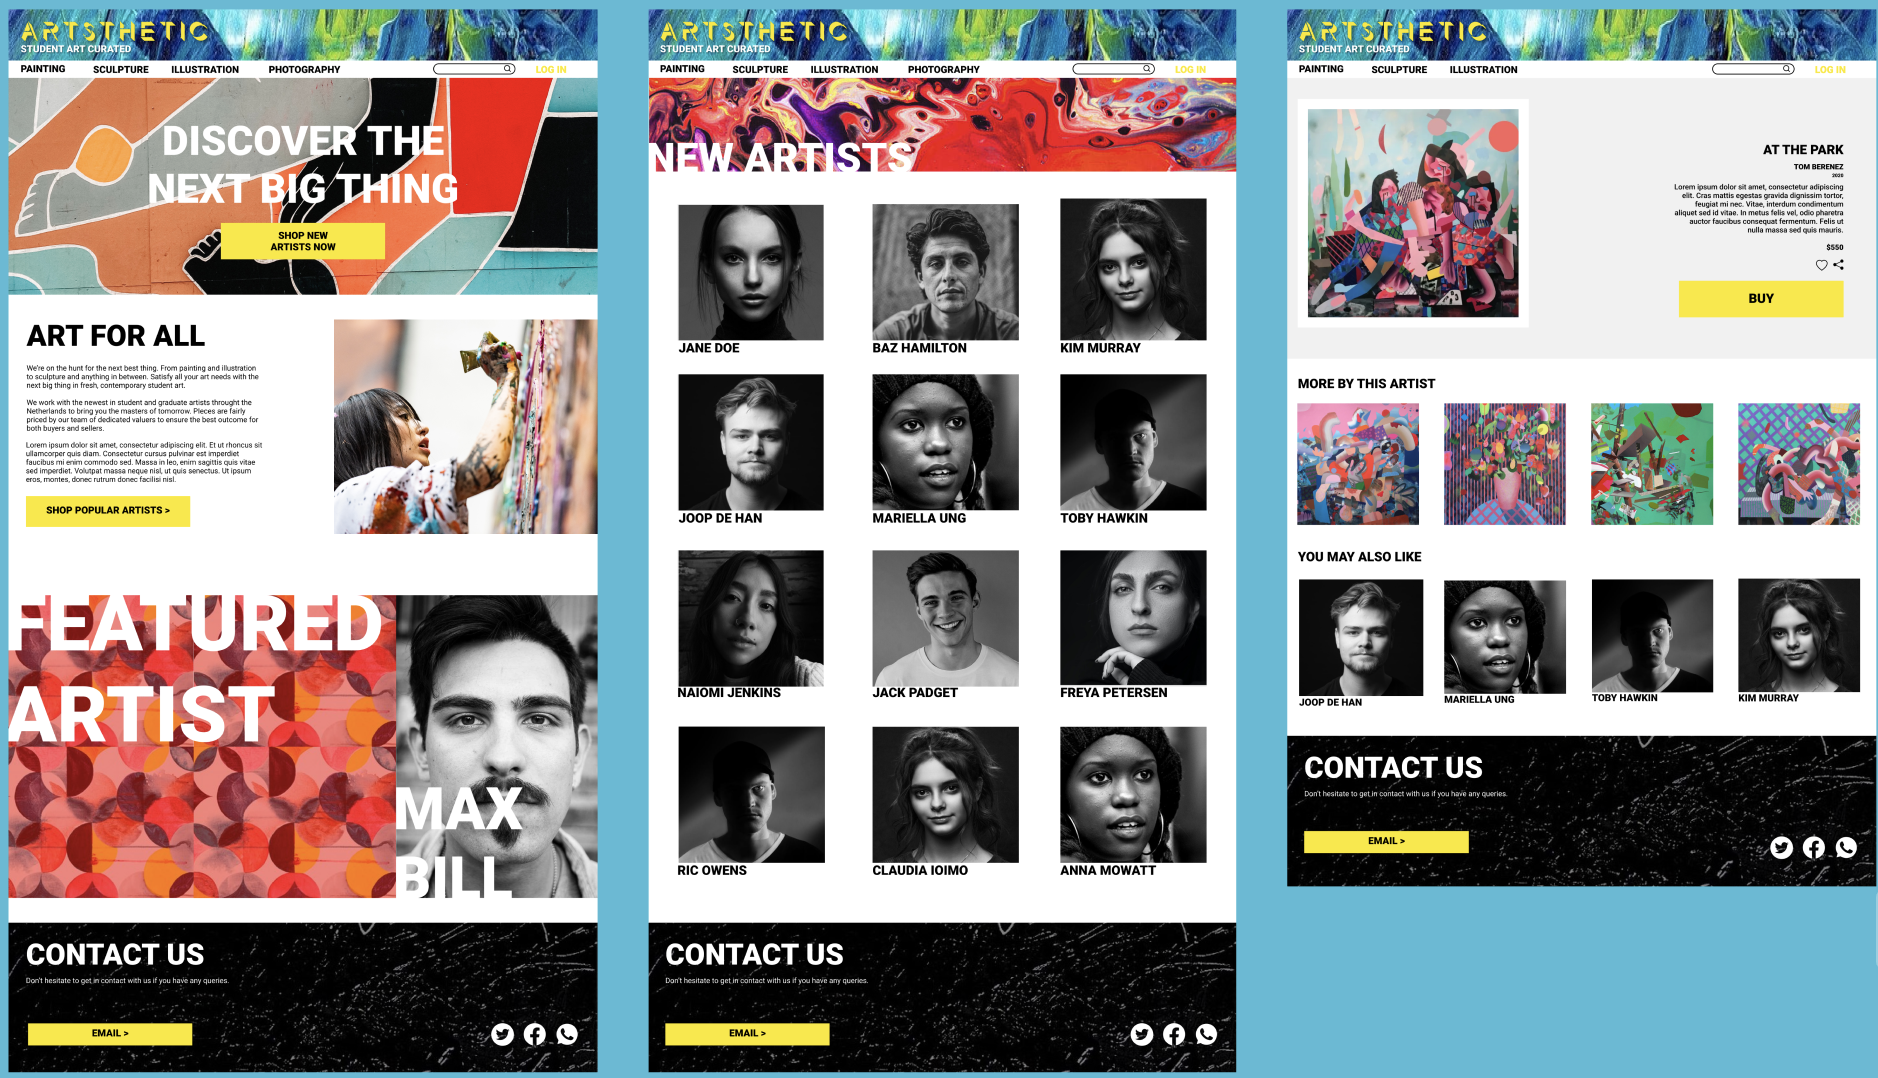 ARTSTHETIC
STUDENT ART CURATED
PAINTING SCULPTURE ILLUSTRATION PHOTOGRAPHY LOG IN
DISCOVER THE
NEXT BIG THING
SHOP NEW
ARTISTS NOW
ART FOR ALL
We're on the hunt for the next best thing. From painting and illustration
to sculpture and anything in between. Satisfy all your art needs with the
next big thing in fresh, contemporary student art.
We work with the newest in student and graduate artists throught the
Netherlands to bring you the masters of tomorrow. Pieces are fairly
priced by our team of dedicated valuers to ensure the best outcome for
both buyers and sellers.
Lorem ipsum dolor sit amet, consectetur adipiscing elit. Et ut rhoncus sit
ullamcorper quis diam. Consectetur cursus pulvinar est imperdiet
faucibus mi enim commodo sed. Massa in leo, enim sagittis quis vitae
sed imperdiet. Volutpat massa neque nisl, ut quis senectus. Ut ipsum
eros, montes, donec rutrum donec facilisi nisl.
SHOP POPULAR ARTISTS >
FEATURED
ARTIST
MAX
BILL
CONTACT US
Don't hesitate to get in contact with us if you have any queries.
EMAIL >
ARTSTHETIC
STUDENT ART CURATED
PAINTING SCULPTURE ILLUSTRATION PHOTOGRAPHY LOG IN
NEW ARTISTS
JANE DOE BAZ HAMILTON KIM MURRAY
JOOP DE HAN MARIELLA UNG TOBY HAWKIN
NAIOMI JENKINS JACK PADGET FREYA PETERSEN
RIC OWENS CLAUDIA IOIMO ANNA MOWATT
CONTACT US
Don't hesitate to get in contact with us if you have any queries.
EMAIL >
ARTSTHETIC
STUDENT ART CURATED
PAINTING SCULPTURE ILLUSTRATION LOG IN
AT THE PARK
TOM BERENEZ
2020
Lorem ipsum dolor sit amet, consectetur adipiscing
elit. Cras mattis egestas gravida dignissim tortor,
feugiat mi nec. Vitae, interdum condimentum
aliquet sed id vitae. In metus felis vel, odio pharetra
auctor faucibus consequat fermentum. Felis ut
nulla massa sed quis mauris.
$550
BUY
MORE BY THIS ARTIST
YOU MAY ALSO LIKE
JOOP DE HAN MARIELLA UNG TOBY HAWKIN KIM MURRAY
CONTACT US
Don't hesitate to get in contact with us if you have any queries.
EMAIL >